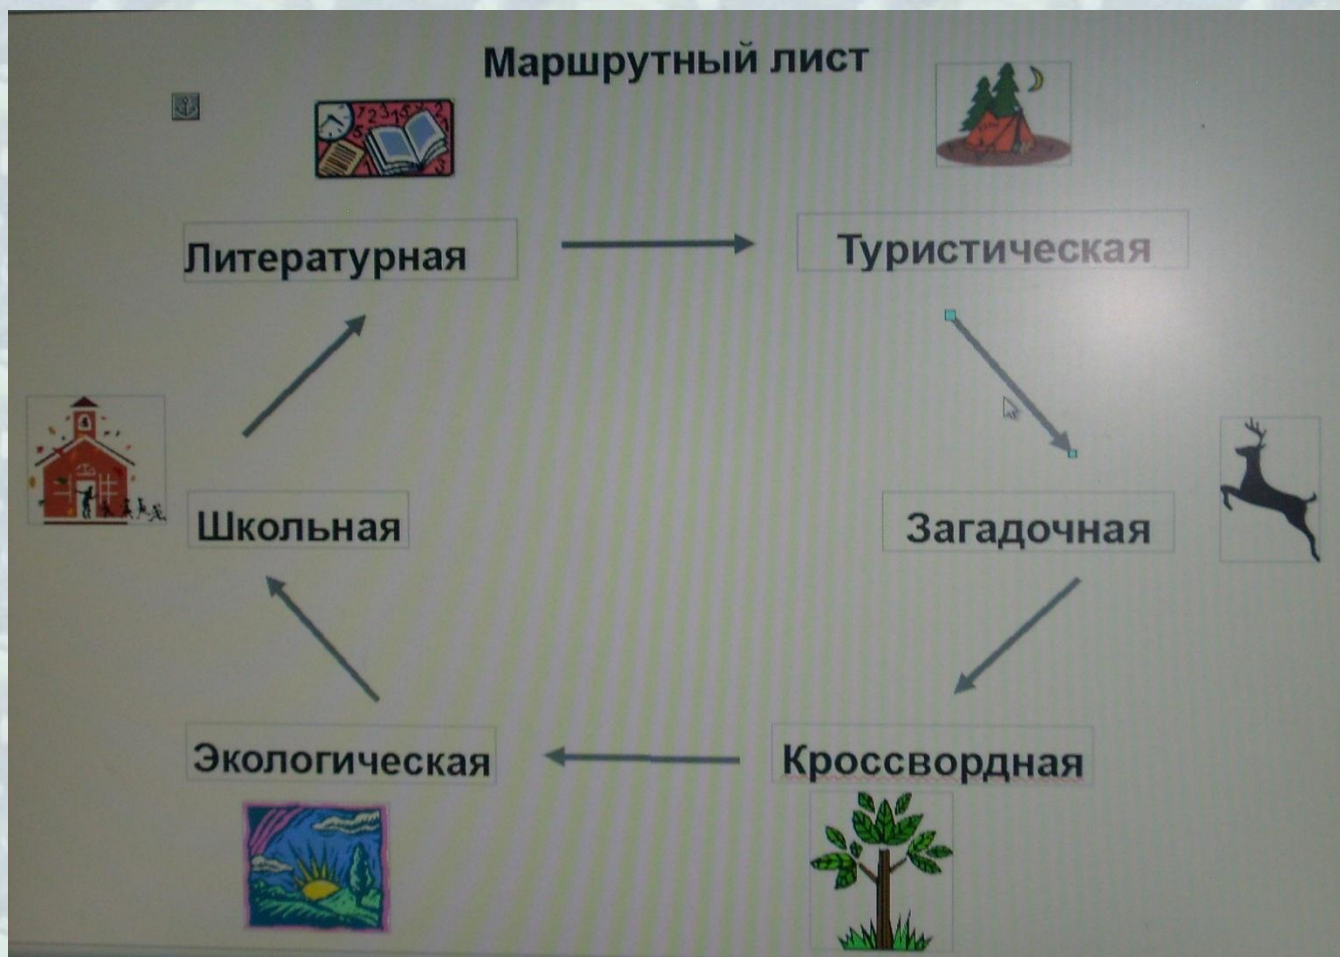 Маршрутный лист
Литературная
Туристическая
Школьная
Загадочная
Экологическая
Кроссвордная